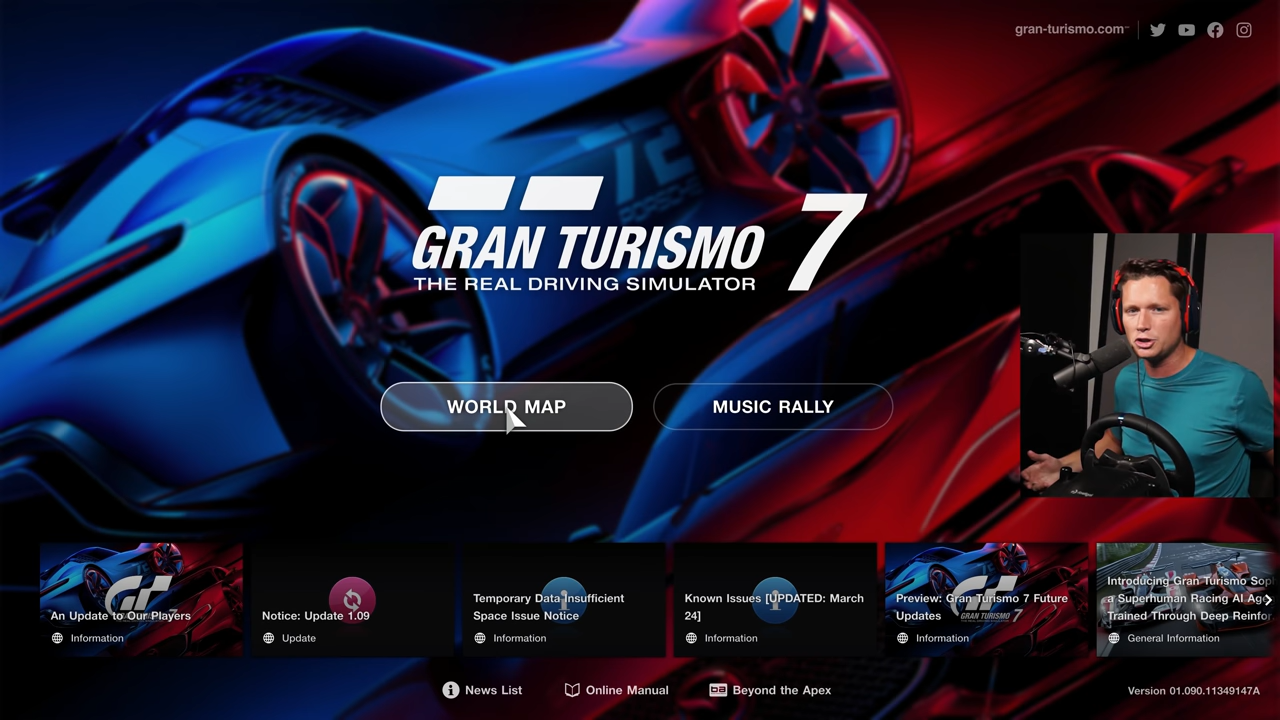 gran-turismo.com
72
PORSCHE
GRAN TURISMO 7
THE REAL DRIVING SIMULATOR
WORLD MAP
MUSIC RALLY
An Update to Our Players
Information
Notice: Update 1.09
Update
Temporary Data Insufficient
Space Issue Notice
Information
Known Issues [UPDATED: March
24]
Information
Preview: Gran Turismo 7 Future
Updates
Information
Introducing Gran Turismo Sop
a Superhuman Racing AI Ag
Trained Through Deep Reinfor
General Information
News List
Online Manual
Beyond the Apex
Version 01.090.11349147A